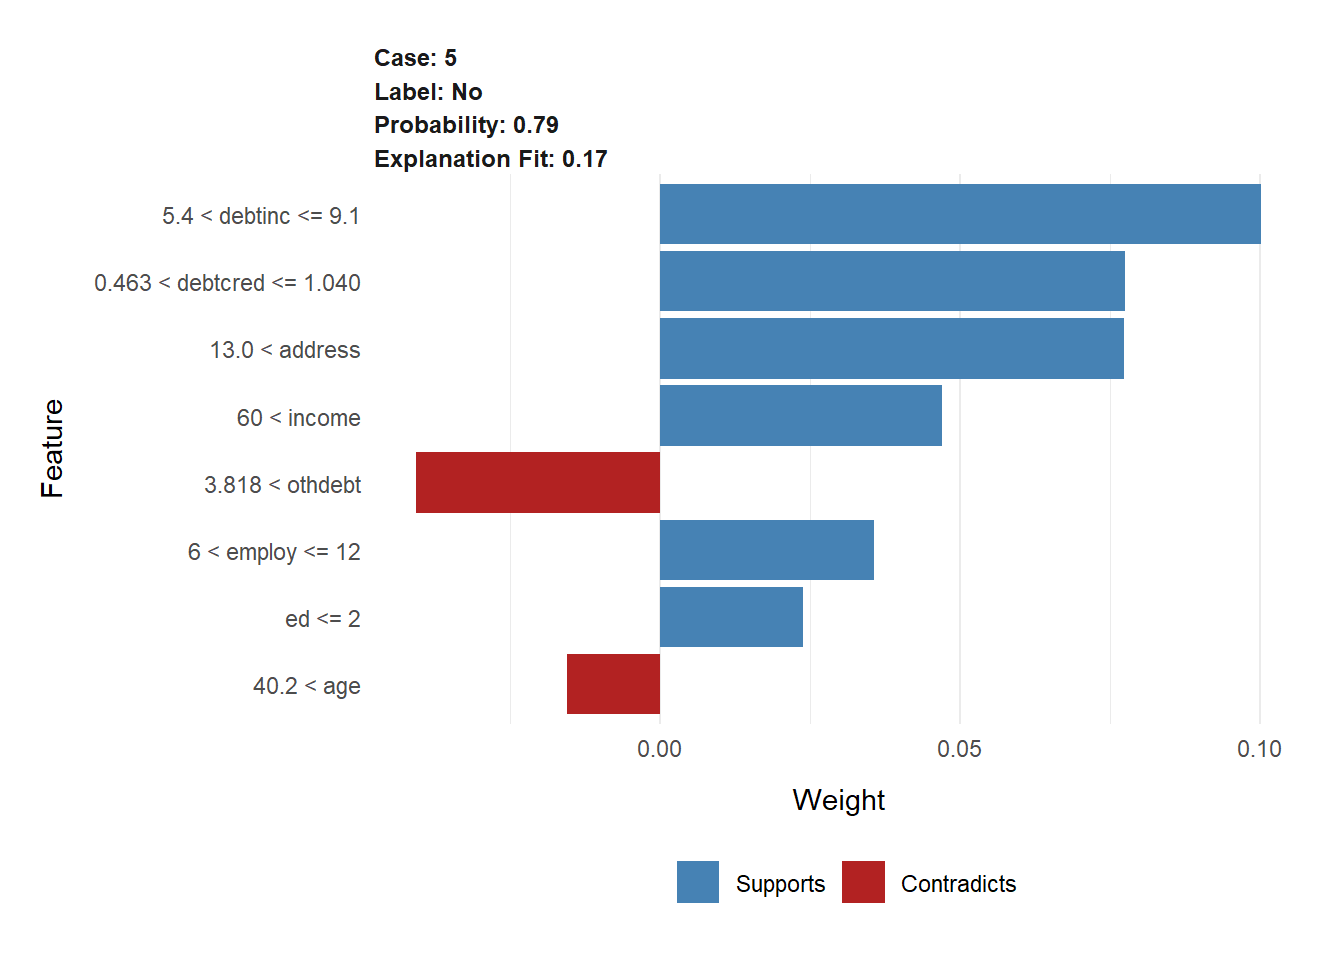 Case: 5
Label: No
Probability: 0.79
Explanation Fit: 0.17
5.4 < debtinc <= 9.1
0.463 < debtcred <= 1.040
13.0 < address
60 < income
3.818 < othdebt
6 < employ <= 12
ed <= 2
40.2 < age
Feature
0.00 0.05 0.10
Weight
Supports Contradicts